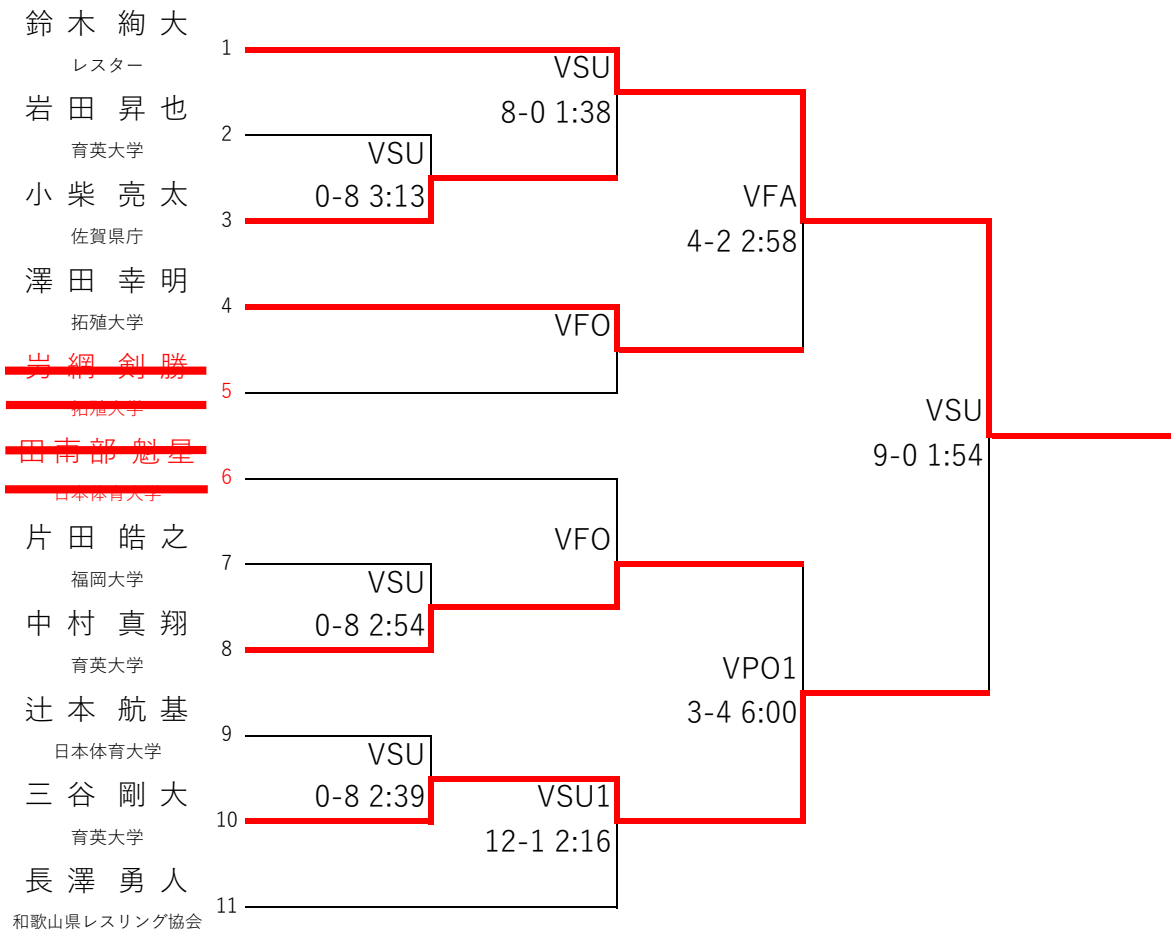 鈴木 絢大
1
レスター
VSU
8-0 1:38
岩田 昇也
2
育英大学
VSU
0-8 3:13
小柴 亮太
3
佐賀県庁
VFA
4-2 2:58
澤田 幸明
4
拓殖大学
VFO
剣勝
5
拓殖大学
VSU
9-0 1:54
田南部 魁星
6
日本体育大学
VFO
片田 皓之
7
福岡大学
VSU
0-8 2:54
中村 真翔
8
育英大学
VPO1
3-4 6:00
辻本 航基
9
日本体育大学
VSU
0-8 2:39
三谷 剛大
10
育英大学
VSU1
12-1 2:16
長澤 勇人
11
和歌山県レスリング協会